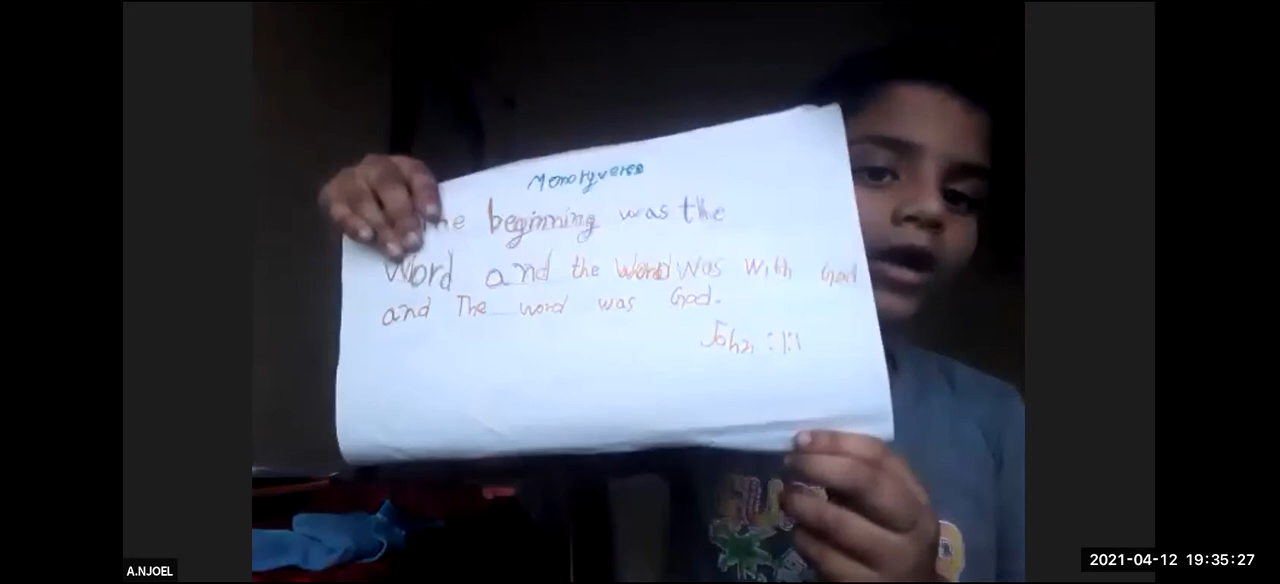 Memoryverse
he beginning was the
Word and the Word was with God
and The word was God.
John :1:1
A.NJOEL
2021-04-12 19:35:27